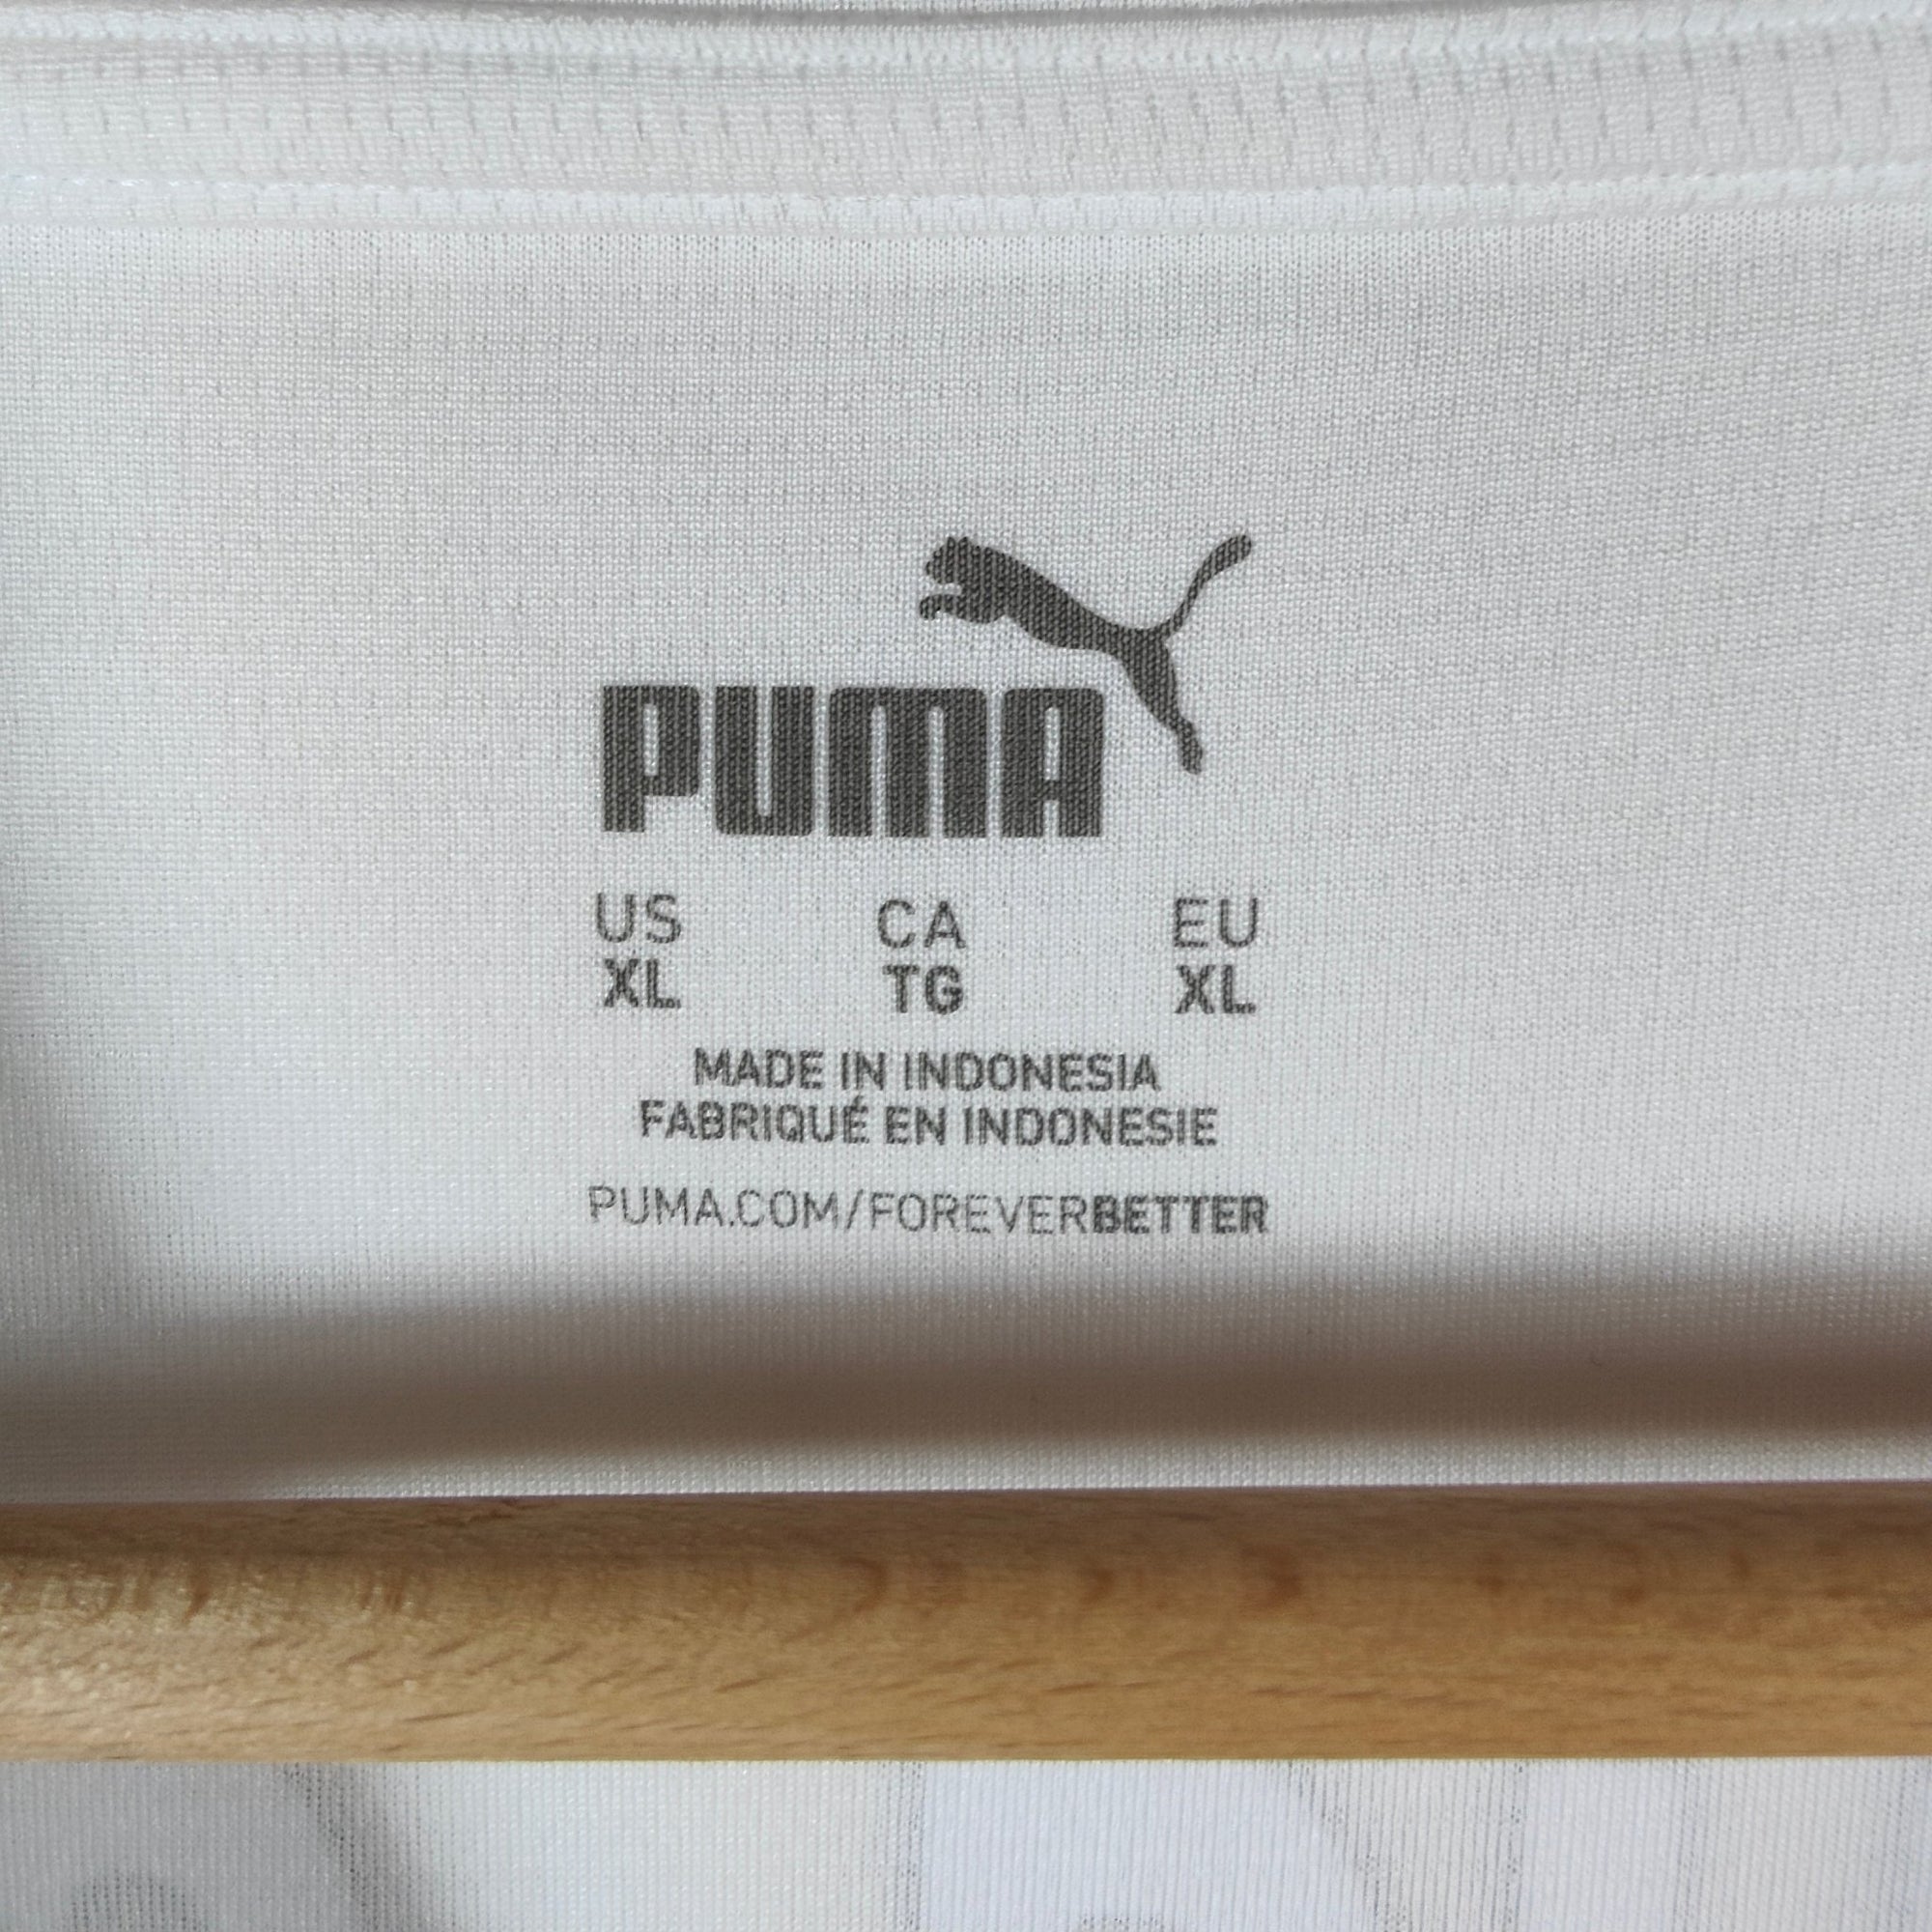 PUMA
US CA EU
XL TG XL
MADE IN INDONESIA
FABRIQUÉ EN INDONESIE
PUMA.COM/FOREVERBETTER